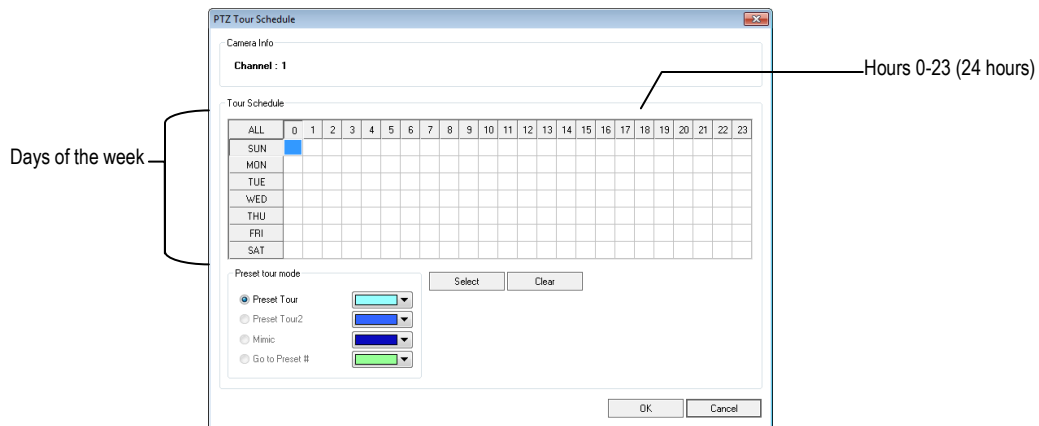 PTZ Tour Schedule
Camera Info
Channel : 1
Hours 0-23 (24 hours)
Tour Schedule
ALL 0 1 2 3 4 5 6 7 8 9 10 11 12 13 14 15 16 17 18 19 20 21 22 23
SUN
Days of the week
MON
TUE
WED
THU
FRI
SAT
Preset tour mode
Select Clear
Preset Tour
Preset Tour2
Mimic
Go to Preset #
OK Cancel